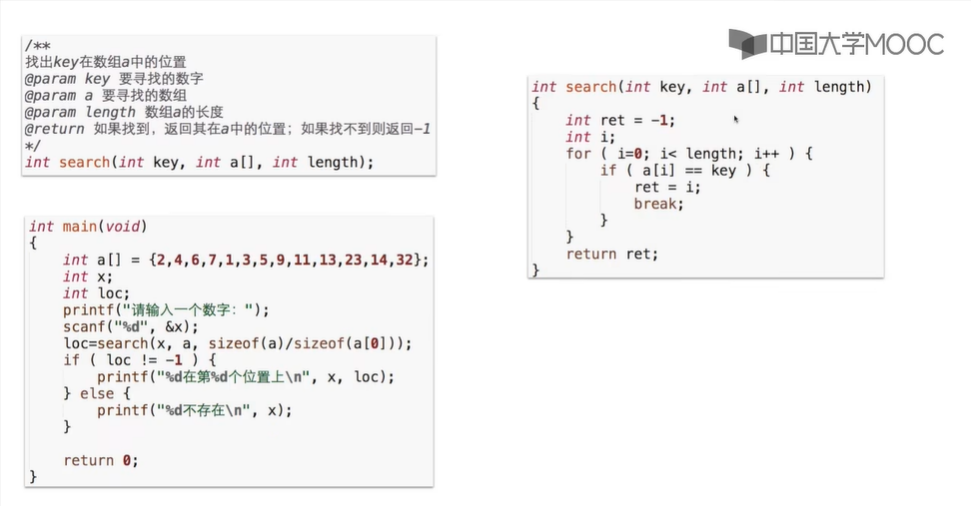 中国大学MOOC
/**
找出key在数组a中的位置
@param key 要寻找的数字
@param a 要寻找的数组
@param length 数组a的长度
@return 如果找到，返回其在a中的位置；如果找不到则返回-1
*/
int search(int key, int a[], int length);
int main(void)
{
    int a[] = {2,4,6,7,1,3,5,9,11,13,23,14,32};
    int x;
    int loc;
    printf("请输入一个数字：");
    scanf("%d", &x);
    loc=search(x, a, sizeof(a)/sizeof(a[0]));
    if ( loc != -1 ) {
        printf("%d在第%d个位置上\n", x, loc);
    } else {
        printf("%d不存在\n", x);
    }
    return 0;
}
int search(int key, int a[], int length)
{
    int ret = -1;
    int i;
    for ( i=0; i< length; i++ ) {
        if ( a[i] == key ) {
            ret = i;
            break;
        }
    }
    return ret;
}